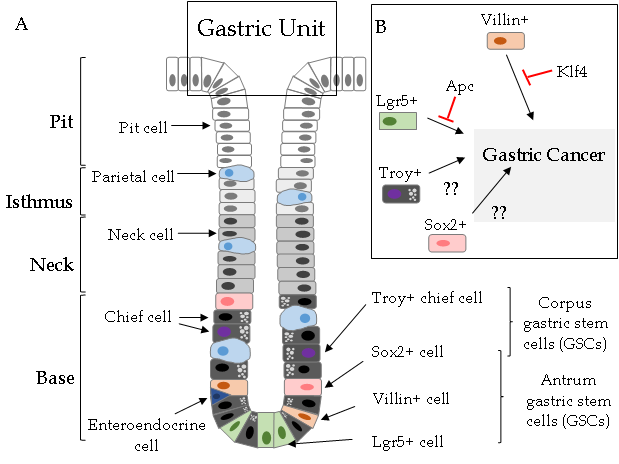 A
Gastric Unit
Pit
Isthmus
Neck
Base
Pit cell
Parietal cell
Neck cell
Chief cell
Enteroendocrine
cell
Troy+ chief cell
Sox2+ cell
Villin+ cell
Lgr5+ cell
Corpus
gastric stem
cells (GSCs)
Antrum
gastric stem
cells (GSCs)
B
Villin+
Klf4
Apc
Lgr5+
Gastric Cancer
Troy+
??
Sox2+
??